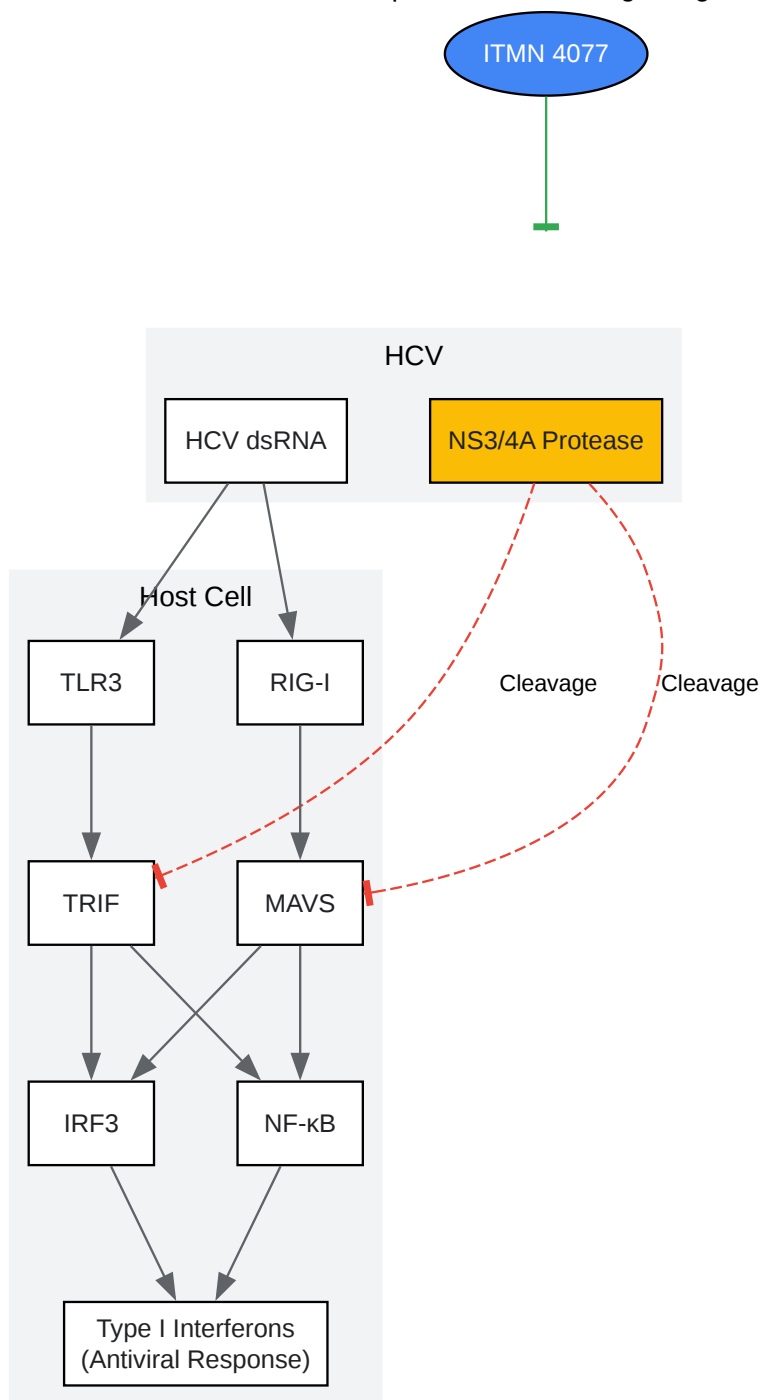 ITMN 4077
HCV
HCV dsRNA
NS3/4A Protease
Host Cell
TLR3
RIG-I
Cleavage
Cleavage
TRIF
MAVS
IRF3
NF-κB
Type I Interferons
(Antiviral Response)